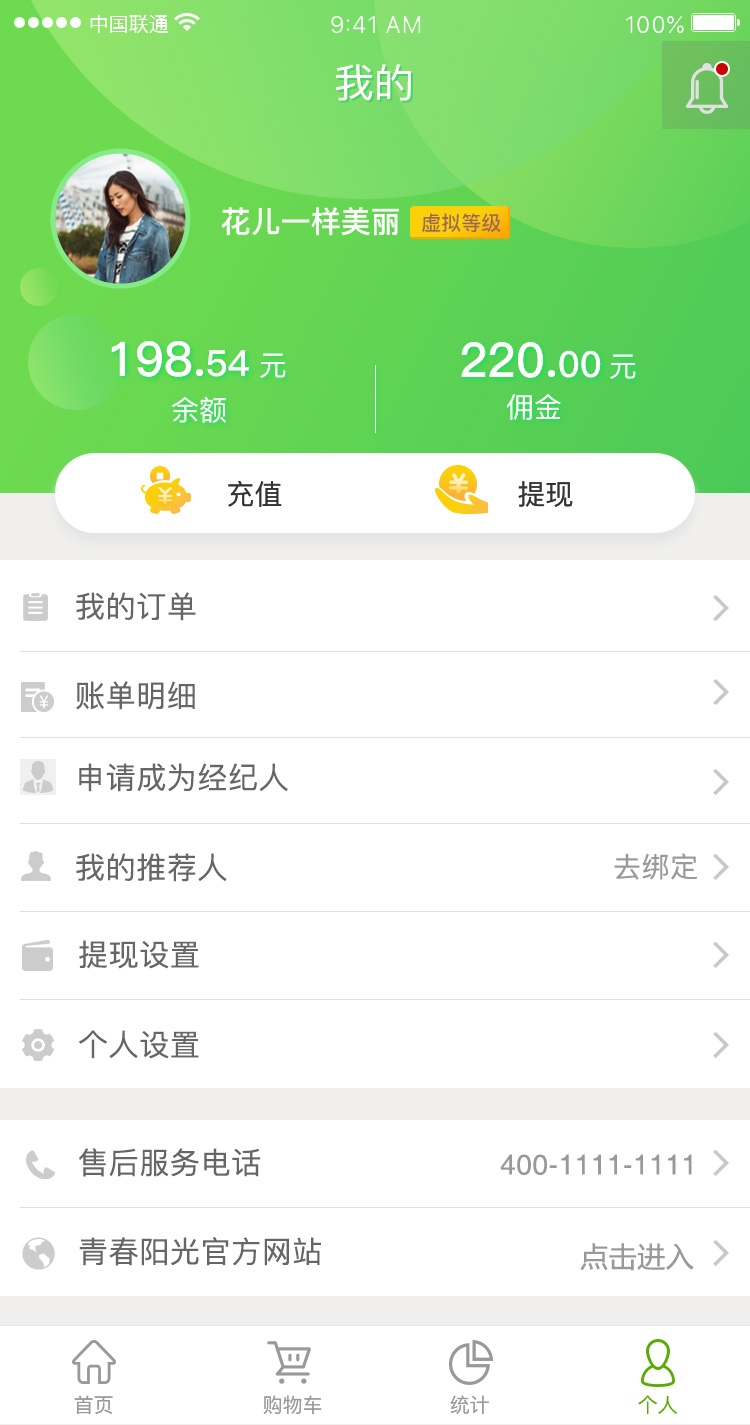 中国联通 9:41 AM 100%
我的
花儿一样美丽 虚拟等级
198.54 元 220.00 元
余额 佣金
充值 提现
我的订单
账单明细
申请成为经纪人
我的推荐人 去绑定
提现设置
个人设置
售后服务电话 400-1111-1111
青春阳光官方网站 点击进入
首页 购物车 统计 个人